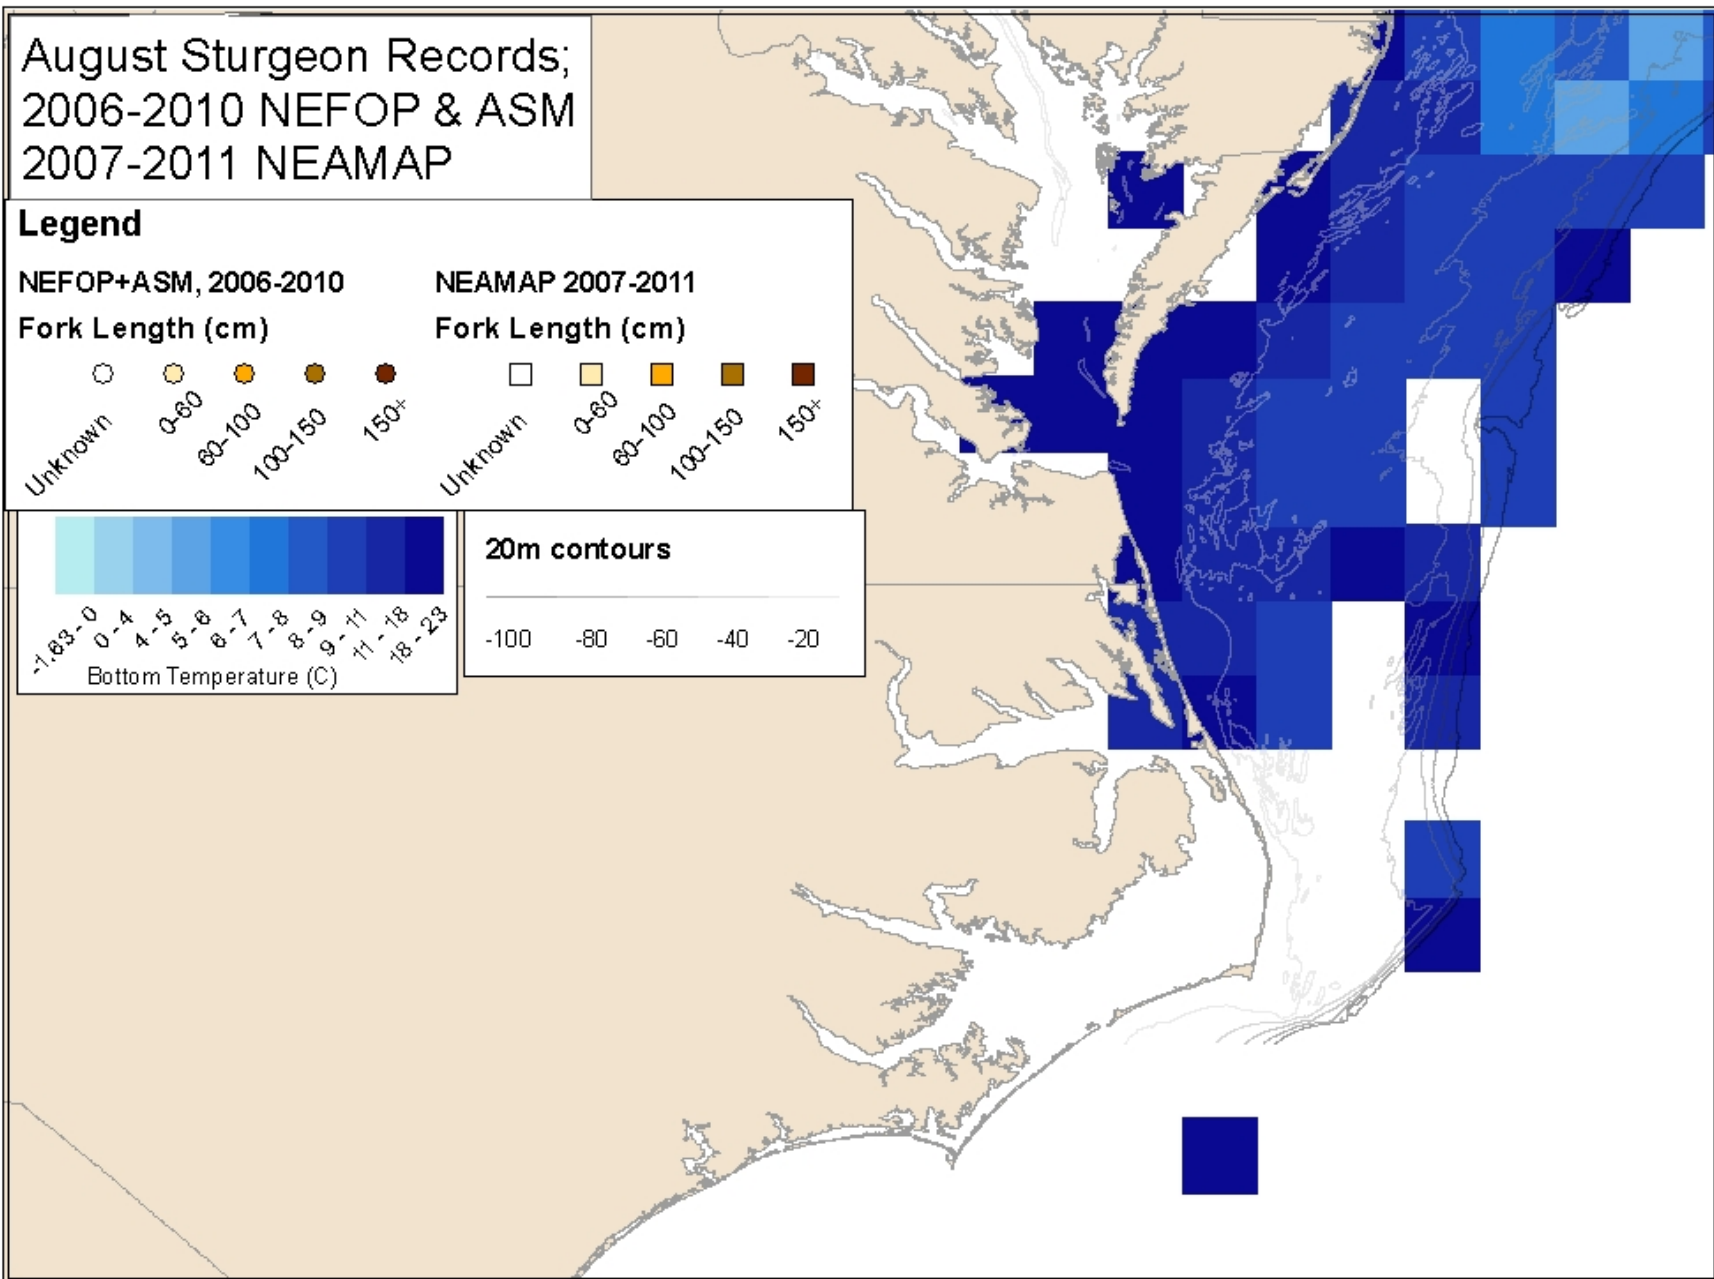 August Sturgeon Records;
2006-2010 NEFOP & ASM
2007-2011 NEAMAP
Legend
NEFOP+ASM, 2006-2010
Fork Length (cm)
Unknown
0-60
60-100
100-150
150+
NEAMAP 2007-2011
Fork Length (cm)
Unknown
0-60
60-100
100-150
150+
-1.63 - 0
0 - 4
4 - 5
5 - 6
6 - 7
7 - 8
8 - 9
9 - 11
11 - 18
18 - 23
Bottom Temperature (C)
20m contours
-100 -80 -60 -40 -20